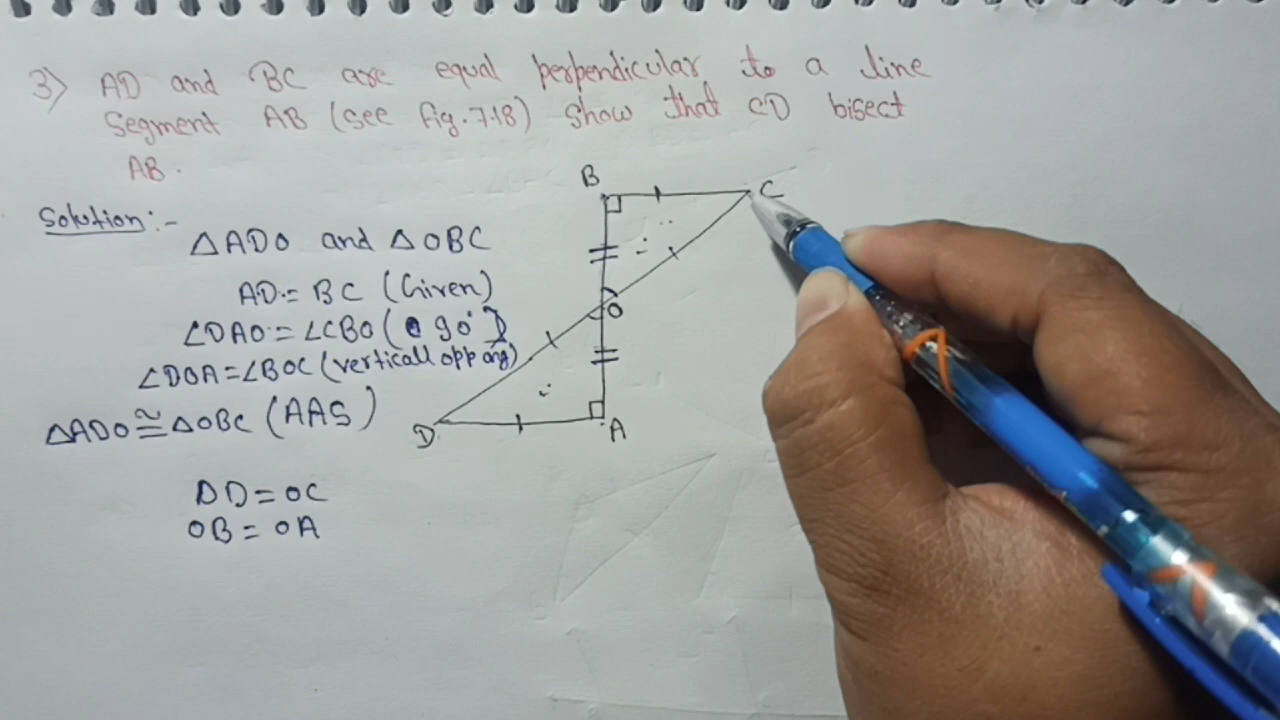 3) AD and BC are equal perpendicular to a line
Segment AB (see fig. 7.18) Show that CD bisect
AB.
Solution:-
△ADO and △OBC
AD = BC (Given)
∠DAO = ∠CBO (90°)
∠DOA = ∠BOC (verticall opp ang)
△ADO ≅ △OBC (AAS)
DD = OC
OB = OA
B
C
O
D
A